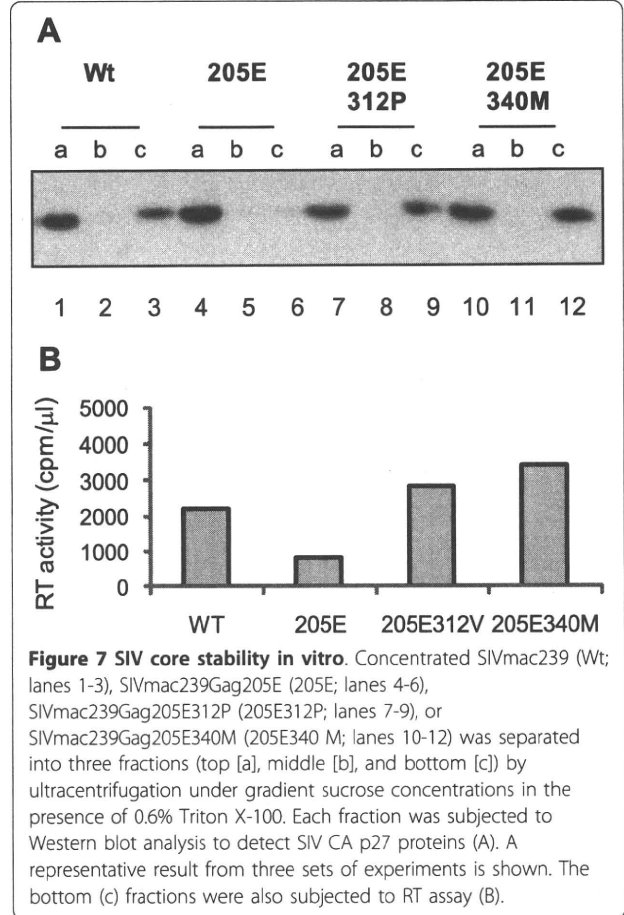 A
Wt 205E 205E 205E
312P 340M
a b c a b c a b c a b c
1 2 3 4 5 6 7 8 9 10 11 12
B
RT activity (cpm/µl)
5000
4000
3000
2000
1000
0
WT 205E 205E312V 205E340M
Figure 7 SIV core stability in vitro. Concentrated SIVmac239 (Wt;
lanes 1-3), SIVmac239Gag205E (205E; lanes 4-6),
SIVmac239Gag205E312P (205E312P; lanes 7-9), or
SIVmac239Gag205E340M (205E340 M; lanes 10-12) was separated
into three fractions (top [a], middle [b], and bottom [c]) by
ultracentrifugation under gradient sucrose concentrations in the
presence of 0.6% Triton X-100. Each fraction was subjected to
Western blot analysis to detect SIV CA p27 proteins (A). A
representative result from three sets of experiments is shown. The
bottom (c) fractions were also subjected to RT assay (B).